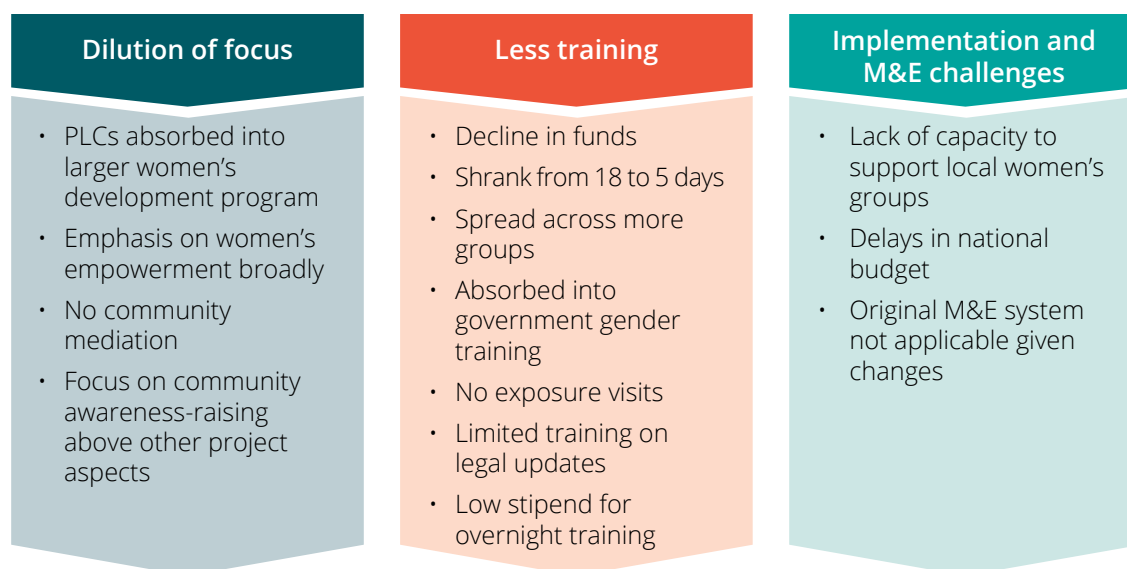 Dilution of focus
• PLCs absorbed into
larger women’s
development program
• Emphasis on women’s
empowerment broadly
• No community
mediation
• Focus on community
awareness-raising
above other project
aspects
Less training
• Decline in funds
• Shrank from 18 to 5 days
• Spread across more
groups
• Absorbed into
government gender
training
• No exposure visits
• Limited training on
legal updates
• Low stipend for
overnight training
Implementation and
M&E challenges
• Lack of capacity to
support local women’s
groups
• Delays in national
budget
• Original M&E system
not applicable given
changes